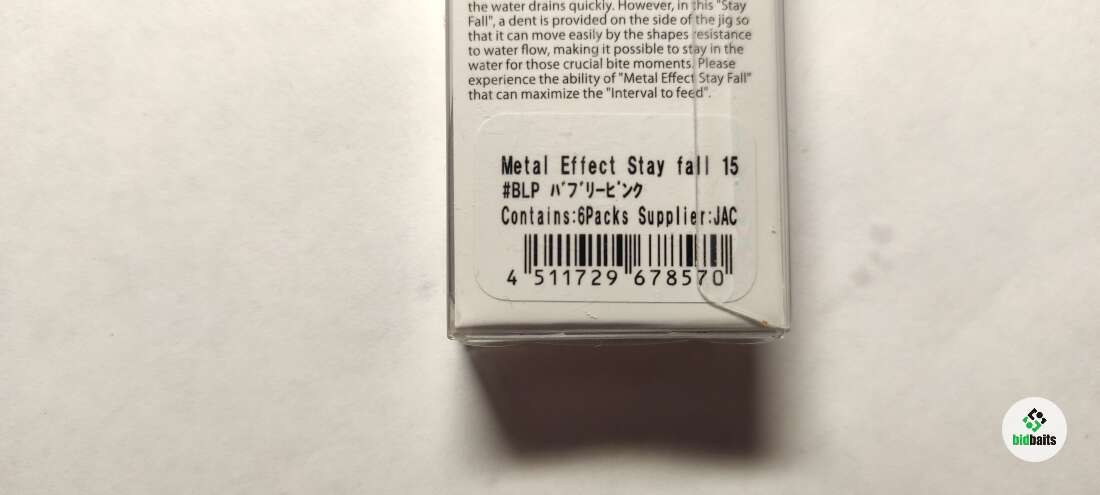 the water drains quickly. However, in this "Stay
Fall", a dent is provided on the side of the jig so
that it can move easily by the shapes resistance
to water flow, making it possible to stay in the
water for those crucial bite moments. Please
experience the ability of "Metal Effect Stay Fall"
that can maximize the "Interval to feed".
Metal Effect Stay fall 15
#BLP バブリーピンク
Contains:6Packs Supplier:JAC
4 511729 678570
bidbaits